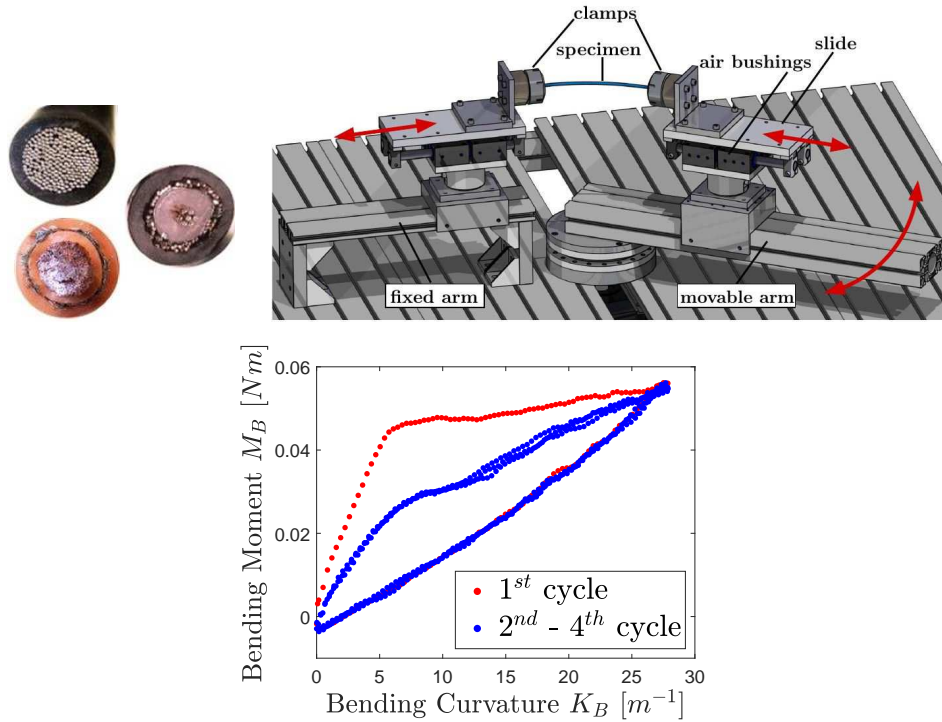 clamps
specimen
slide
air bushings
fixed arm
movable arm
Bending Moment M_B [Nm]
0.06
0.04
0.02
0
0 5 10 15 20 25 30
1^{st} cycle
2^{nd} - 4^{th} cycle
Bending Curvature K_B [m^{-1}]